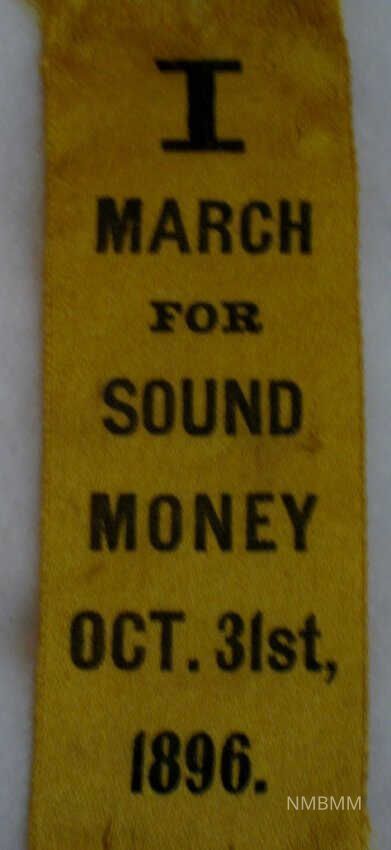 I
MARCH
FOR
SOUND
MONEY
OCT. 31st,
1896.
NMBMM